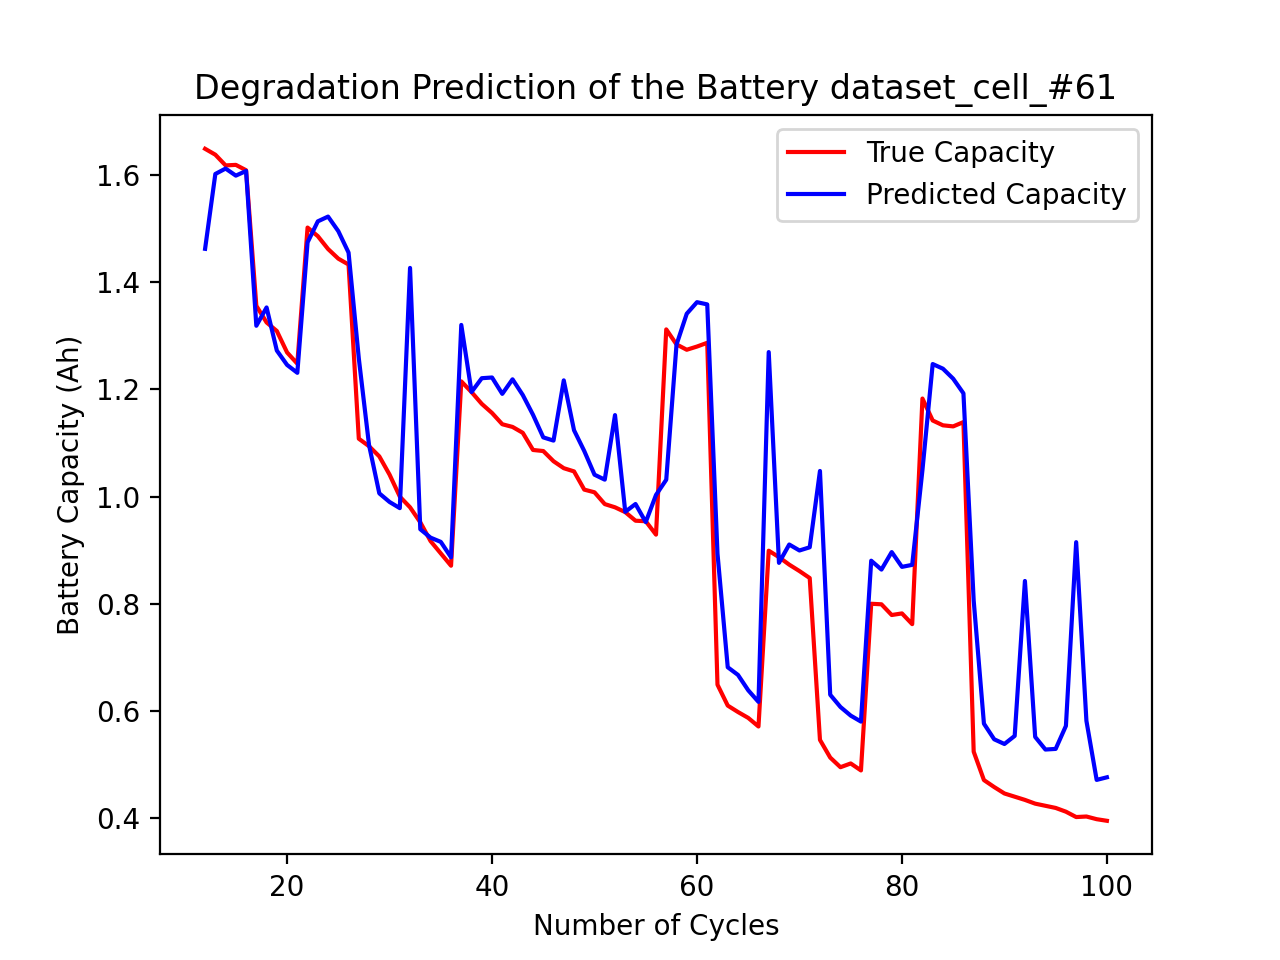 Degradation Prediction of the Battery dataset_cell_#61
True Capacity
Predicted Capacity
Battery Capacity (Ah)
1.6
1.4
1.2
1.0
0.8
0.6
0.4
20 40 60 80 100
Number of Cycles